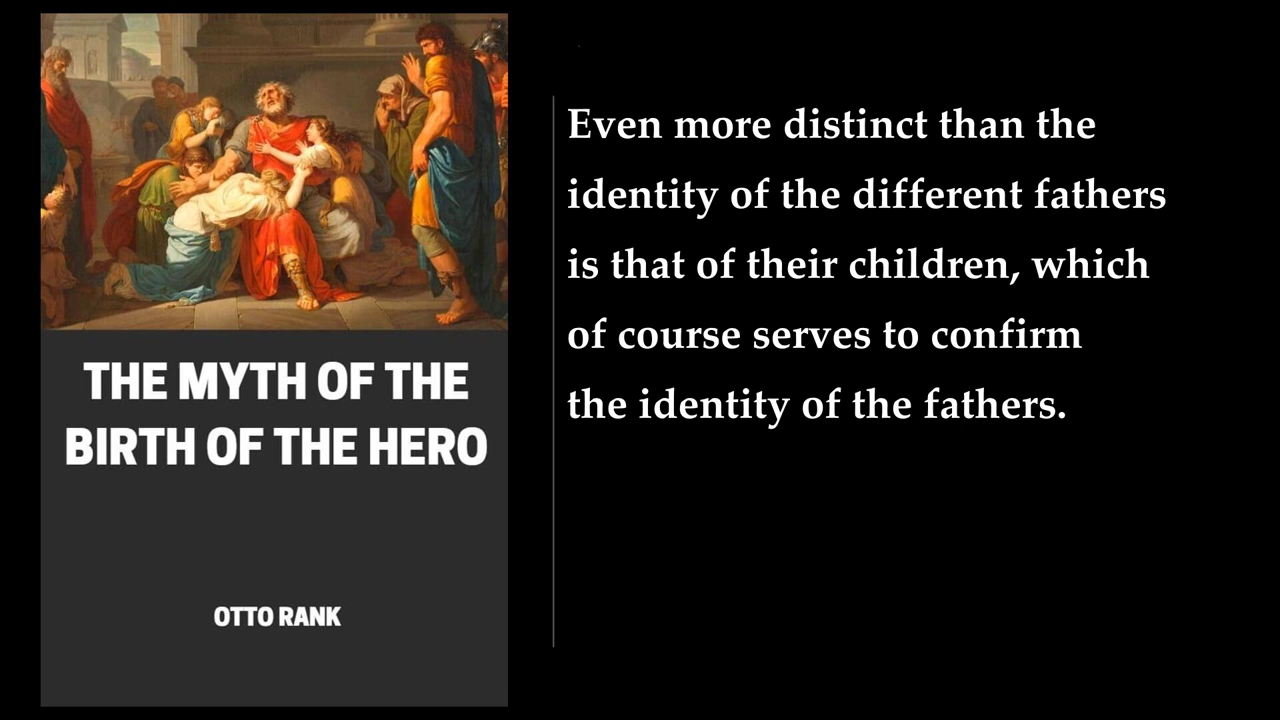 THE MYTH OF THE
BIRTH OF THE HERO
OTTO RANK
Even more distinct than the
identity of the different fathers
is that of their children, which
of course serves to confirm
the identity of the fathers.